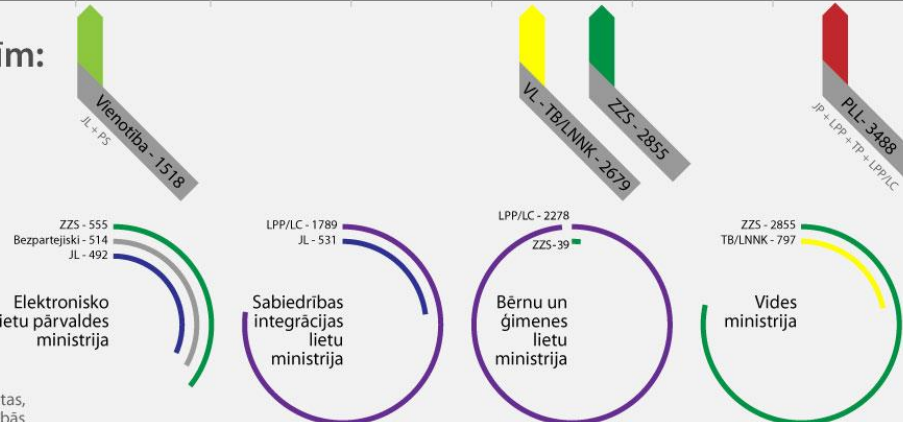 īm:
Vienotība - 1518
JL + PS
VL - TB/LNNK - 2679
ZZS - 2855
PLL- 3488
JP + LPP + TP + LPP/LC
ZZS - 555
Bezpartejiski - 514
JL - 492
Elektronisko
ietu pārvaldes
ministrija
LPP/LC - 1789
JL - 531
Sabiedrības
integrācijas
lietu
ministrija
LPP/LC - 2278
ZZS-39
Bērnu un
ģimenes
lietu
ministrija
ZZS - 2855
TB/LNNK - 797
Vides
ministrija
tas,
bās